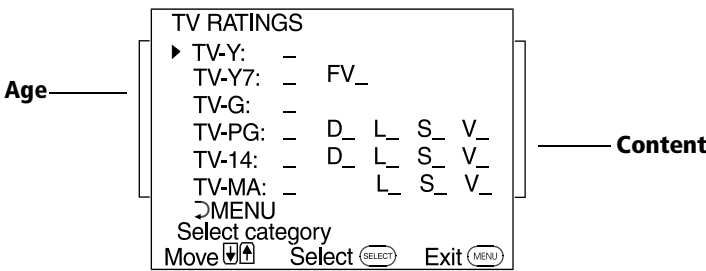 TV RATINGS
▶ TV-Y: _
TV-Y7: _ FV_
TV-G: _
TV-PG: _ D_ L_ S_ V_
TV-14: _ D_ L_ S_ V_
TV-MA: _ L_ S_ V_
MENU
Select category
Move Select SELECT Exit MENU
Age
Content